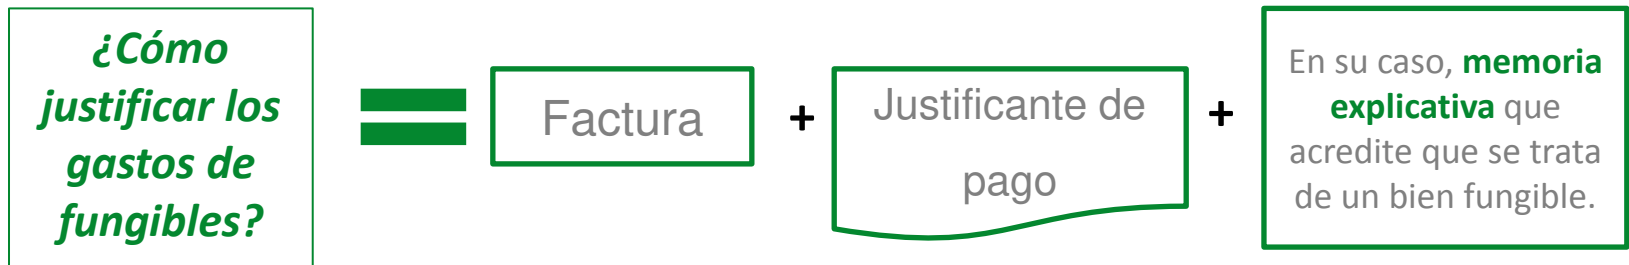 ¿Cómo
justificar los
gastos de
fungibles?
Factura
+
Justificante de
pago
+
En su caso, memoria
explicativa que
acredite que se trata
de un bien fungible.